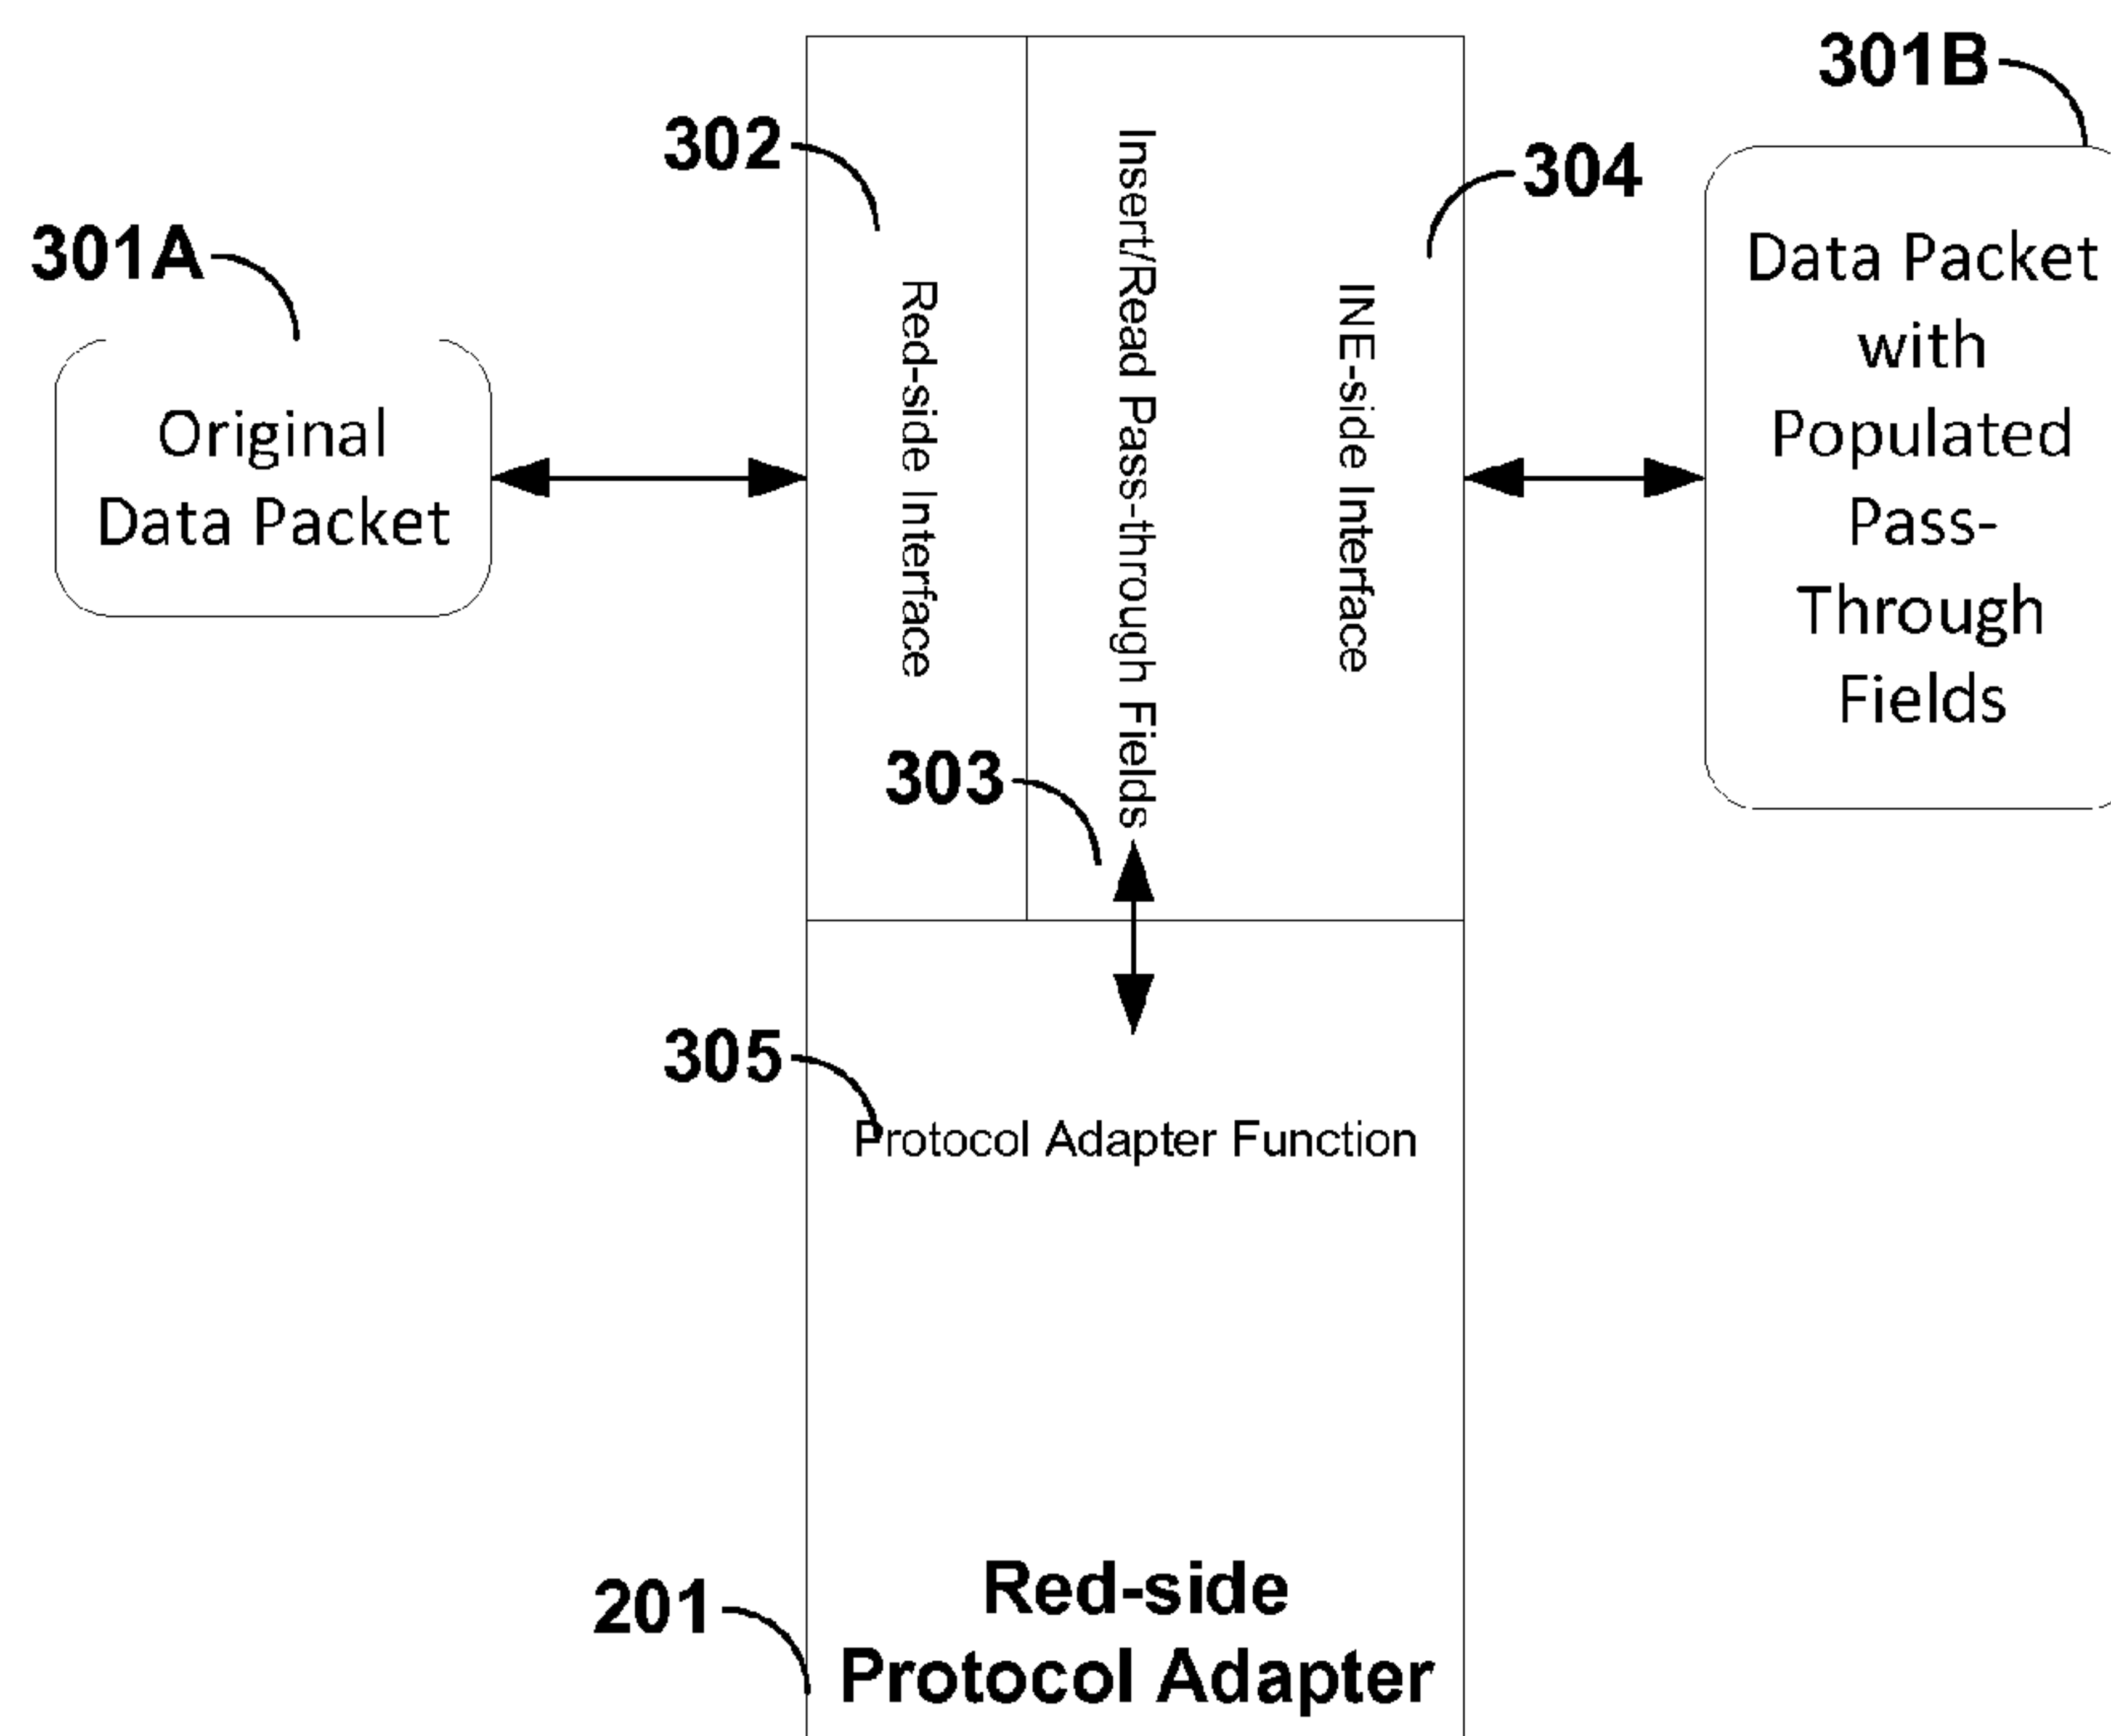 301A
Original
Data Packet
302
Red-side Interface
Insert/Read Pass-through Fields
303
INE-side Interface
304
301B
Data Packet
with
Populated
Pass-
Through
Fields
305
Protocol Adapter Function
201
Red-side
Protocol Adapter